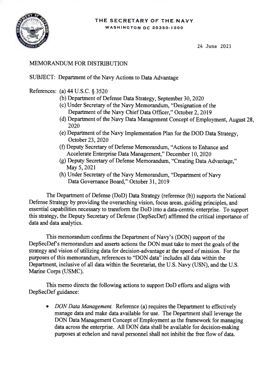 THE SECRETARY OF THE NAVY
WASHINGTON DC 20350-1000
24 June 2021
MEMORANDUM FOR DISTRIBUTION
SUBJECT: Department of the Navy Actions to Data Advantage
References: (a) 44 U.S.C. § 3520
(b) Department of Defense Data Strategy, September 30, 2020
(c) Under Secretary of the Navy Memorandum, "Designation of the
Department of the Navy Chief Data Officer," October 2, 2019
(d) Department of the Navy Data Management Concept of Employment, August 28,
2020
(e) Department of the Navy Implementation Plan for the DOD Data Strategy,
October 23, 2020
(f) Deputy Secretary of Defense Memorandum, "Actions to Enhance and
Accelerate Enterprise Data Management," December 10, 2020
(g) Deputy Secretary of Defense Memorandum, "Creating Data Advantage,"
May 5, 2021
(h) Under Secretary of the Navy Memorandum, "Department of Navy
Data Governance Board," October 31, 2019
The Department of Defense (DoD) Data Strategy (reference (b)) supports the National
Defense Strategy by providing the overarching vision, focus areas, guiding principles, and
essential capabilities necessary to transform the DoD into a data-centric enterprise. To support
this strategy, the Deputy Secretary of Defense (DepSecDef) affirmed the critical importance of
data and data analytics.
This memorandum confirms the Department of Navy's (DON) support of the
DepSecDef's memorandum and asserts actions the DON must take to meet the goals of the
strategy and vision of utilizing data for decision-advantage at the speed of mission. For the
purposes of this memorandum, references to "DON data" includes all data within the
Department, inclusive of all data within the Secretariat, the U.S. Navy (USN), and the U.S.
Marine Corps (USMC).
This memo directs the following actions to support DoD efforts and aligns with
DepSecDef guidance:
• DON Data Management. Reference (a) requires the Department to effectively
manage data and make data available for use. The Department shall leverage the
DON Data Management Concept of Employment as the framework for managing
data across the enterprise. All DON data shall be available for decision-making
purposes at echelon and naval personnel shall not inhibit the free flow of data.